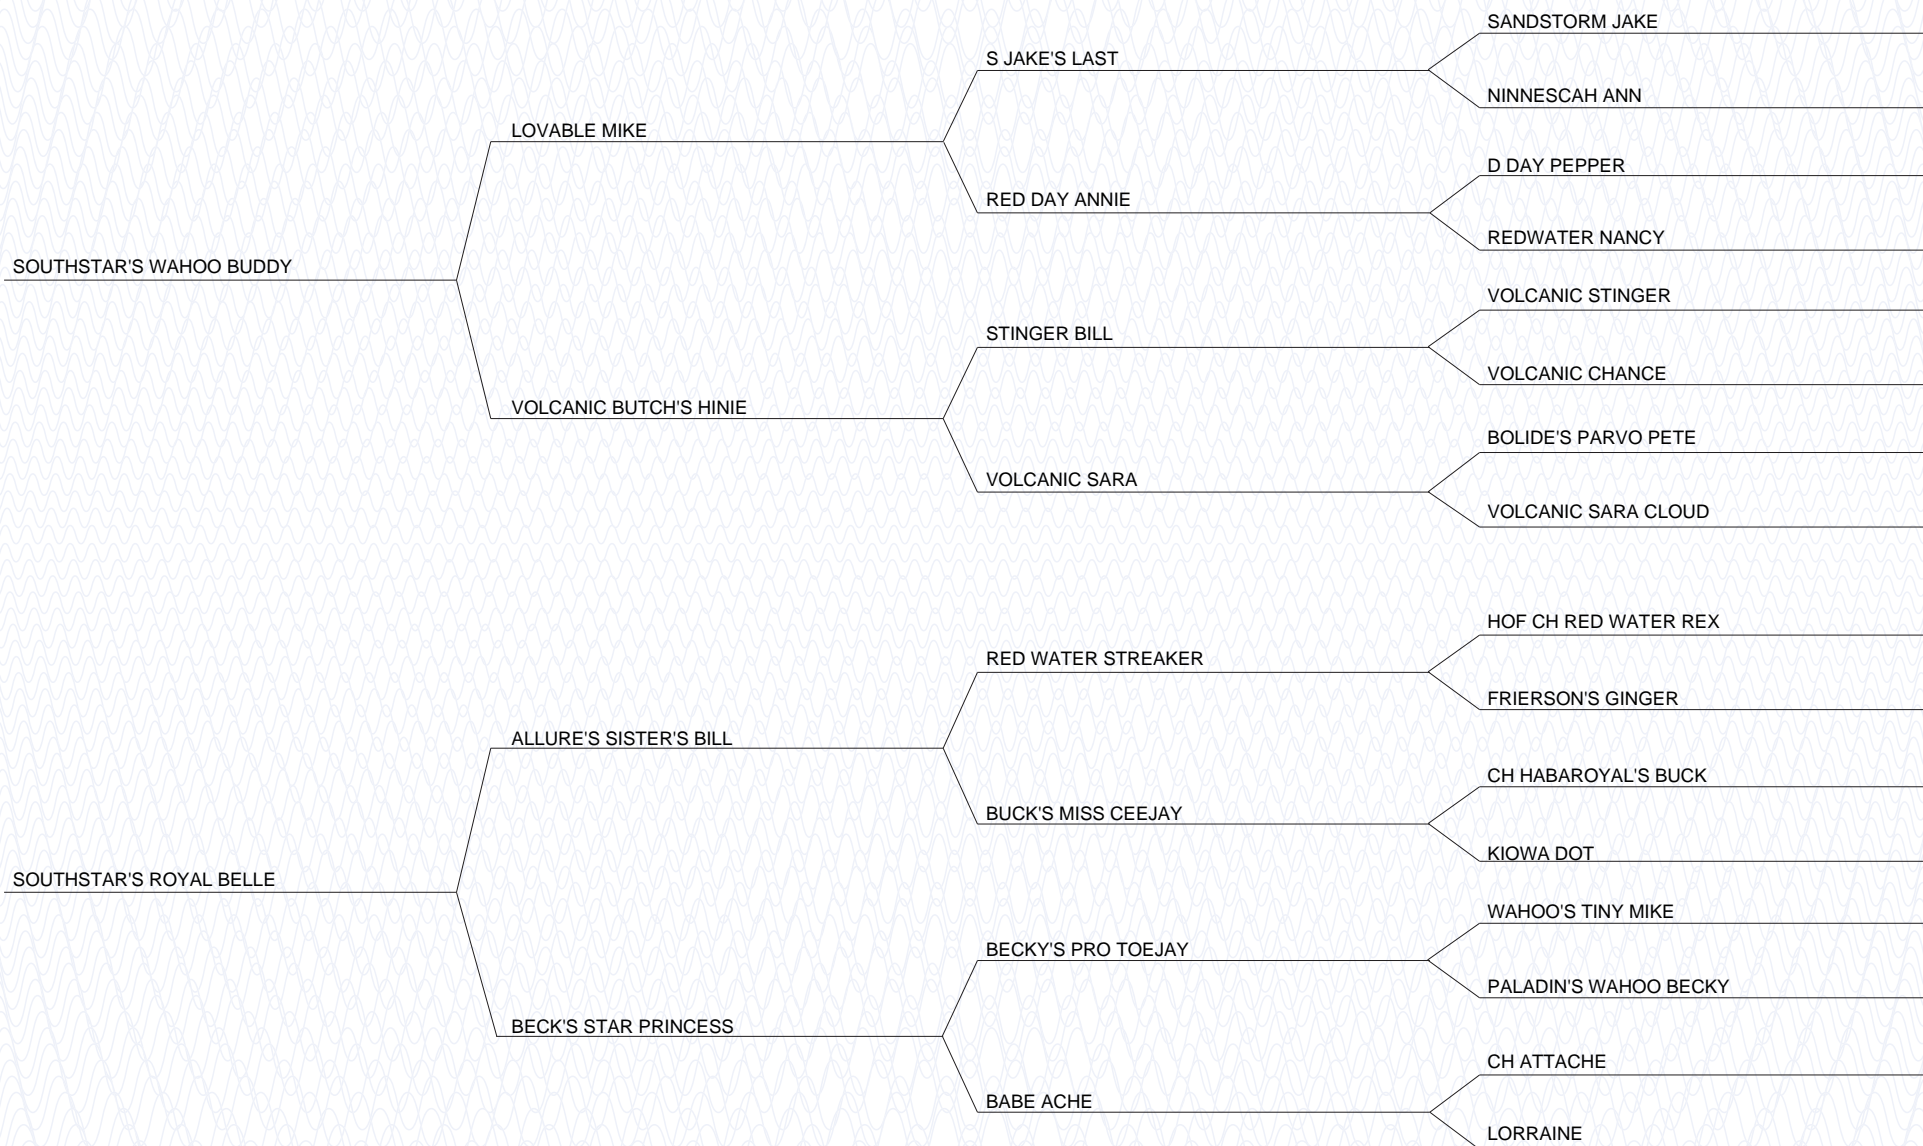 SANDSTORM JAKE
S JAKE'S LAST
NINNESCAH ANN
LOVABLE MIKE
D DAY PEPPER
RED DAY ANNIE
REDWATER NANCY
SOUTHSTAR'S WAHOO BUDDY
VOLCANIC STINGER
STINGER BILL
VOLCANIC CHANCE
VOLCANIC BUTCH'S HINIE
BOLIDE'S PARVO PETE
VOLCANIC SARA
VOLCANIC SARA CLOUD
HOF CH RED WATER REX
RED WATER STREAKER
FRIERSON'S GINGER
ALLURE'S SISTER'S BILL
CH HABAROYAL'S BUCK
BUCK'S MISS CEEJAY
KIOWA DOT
SOUTHSTAR'S ROYAL BELLE
WAHOO'S TINY MIKE
BECKY'S PRO TOEJAY
PALADIN'S WAHOO BECKY
BECK'S STAR PRINCESS
CH ATTACHE
BABE ACHE
LORRAINE